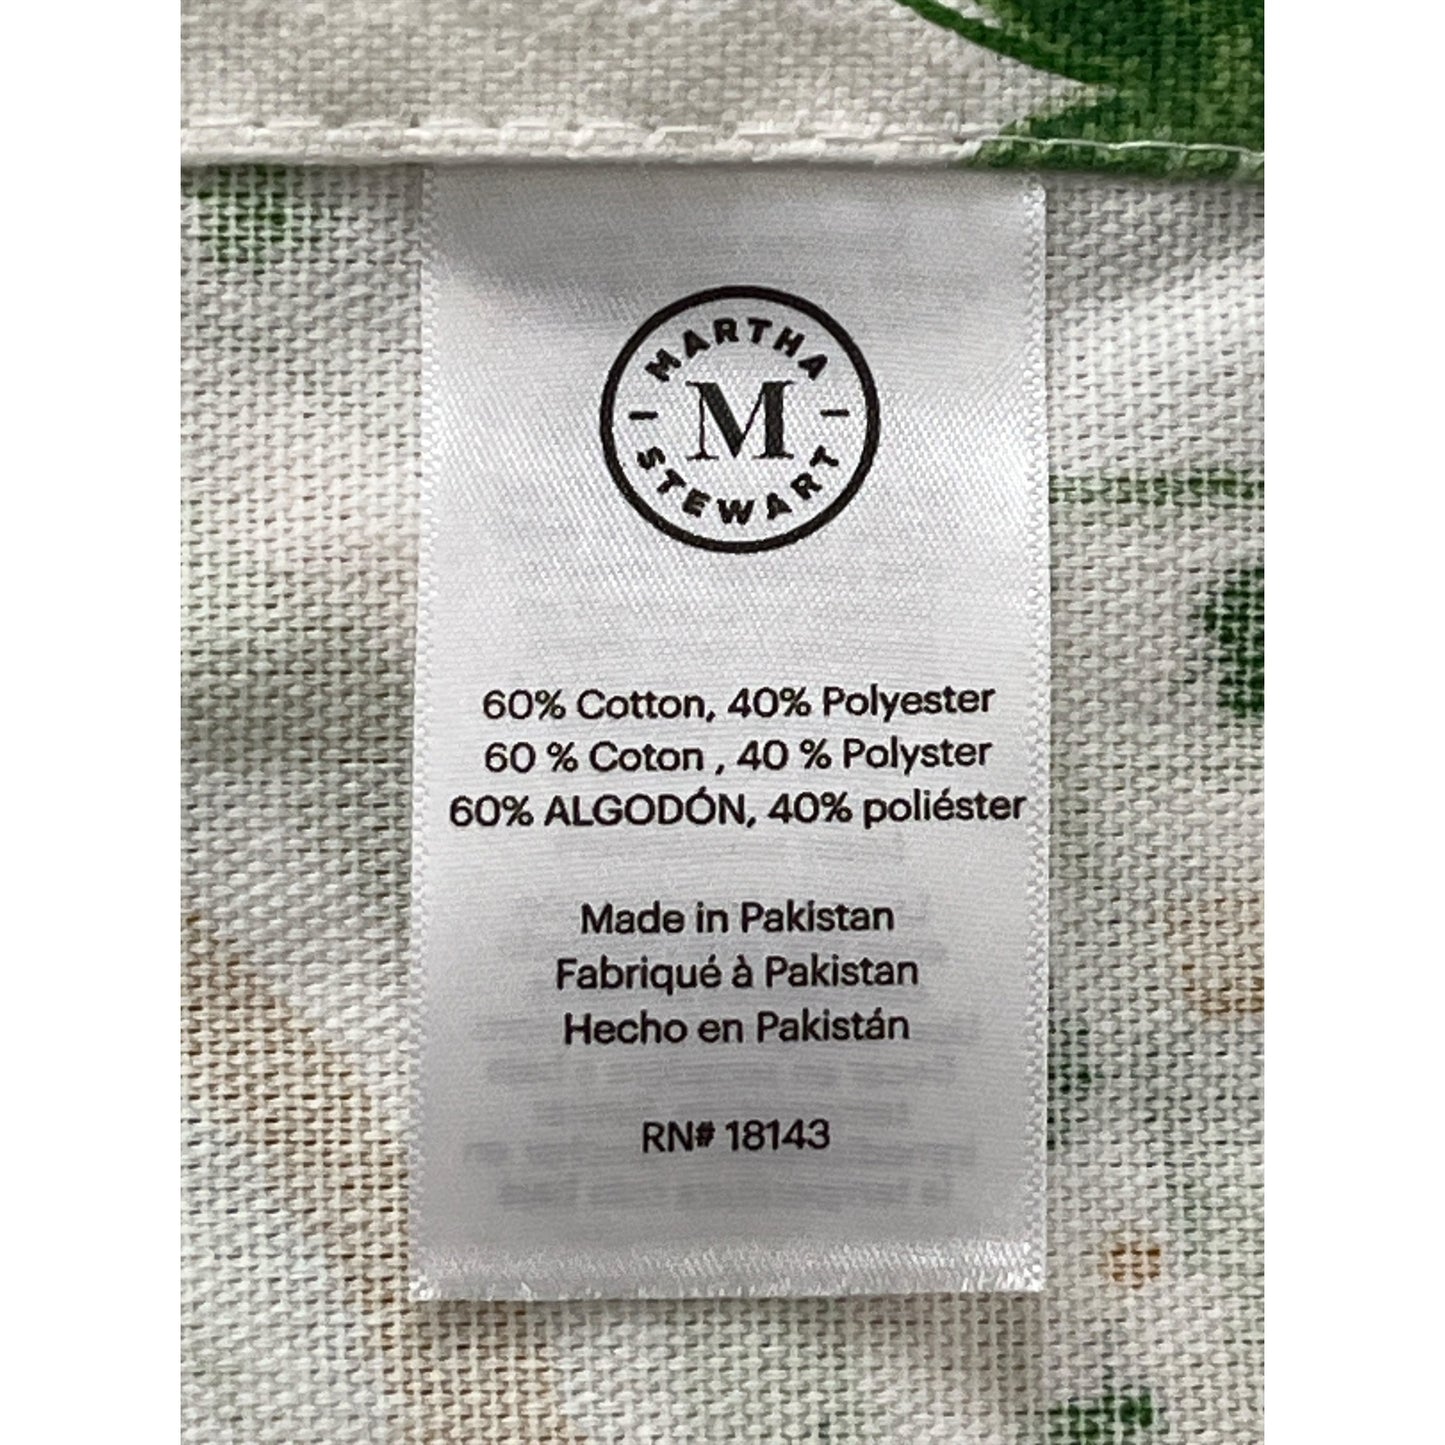 MARTHA
M
STEWART
60% Cotton, 40% Polyester
60 % Coton , 40 % Polyster
60% ALGODÓN, 40% poliéster
Made in Pakistan
Fabriqué à Pakistan
Hecho en Pakistán
RN# 18143